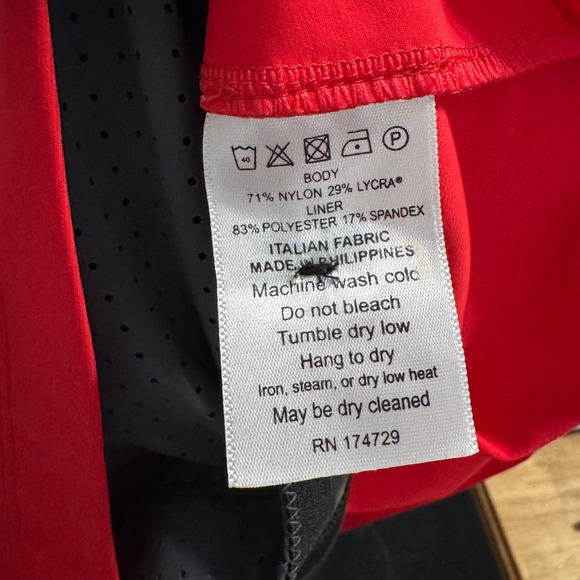 40 P
BODY
71% NYLON 29% LYCRA®
LINER
83% POLYESTER 17% SPANDEX
ITALIAN FABRIC
MADE IN PHILIPPINES
Machine wash cold
Do not bleach
Tumble dry low
Hang to dry
Iron, steam, or dry low heat
May be dry cleaned
RN 174729